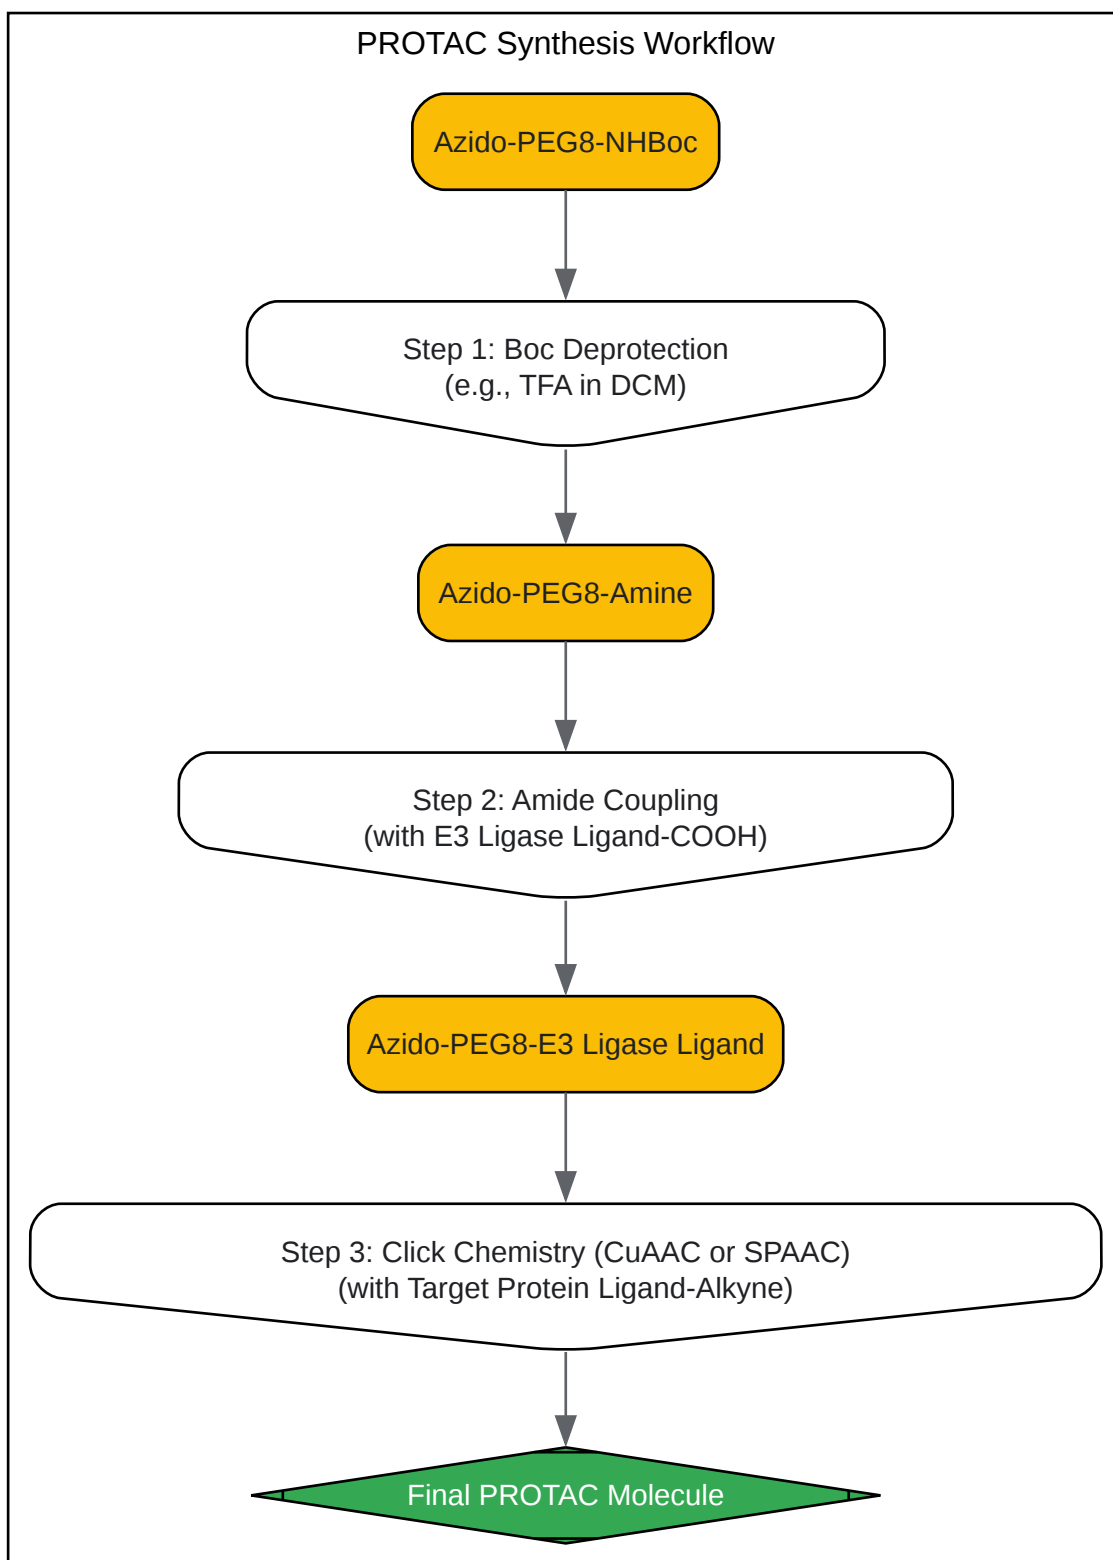 PROTAC Synthesis Workflow
Azido-PEG8-NHBoc
Step 1: Boc Deprotection
(e.g., TFA in DCM)
Azido-PEG8-Amine
Step 2: Amide Coupling
(with E3 Ligase Ligand-COOH)
Azido-PEG8-E3 Ligase Ligand
Step 3: Click Chemistry (CuAAC or SPAAC)
(with Target Protein Ligand-Alkyne)
Final PROTAC Molecule